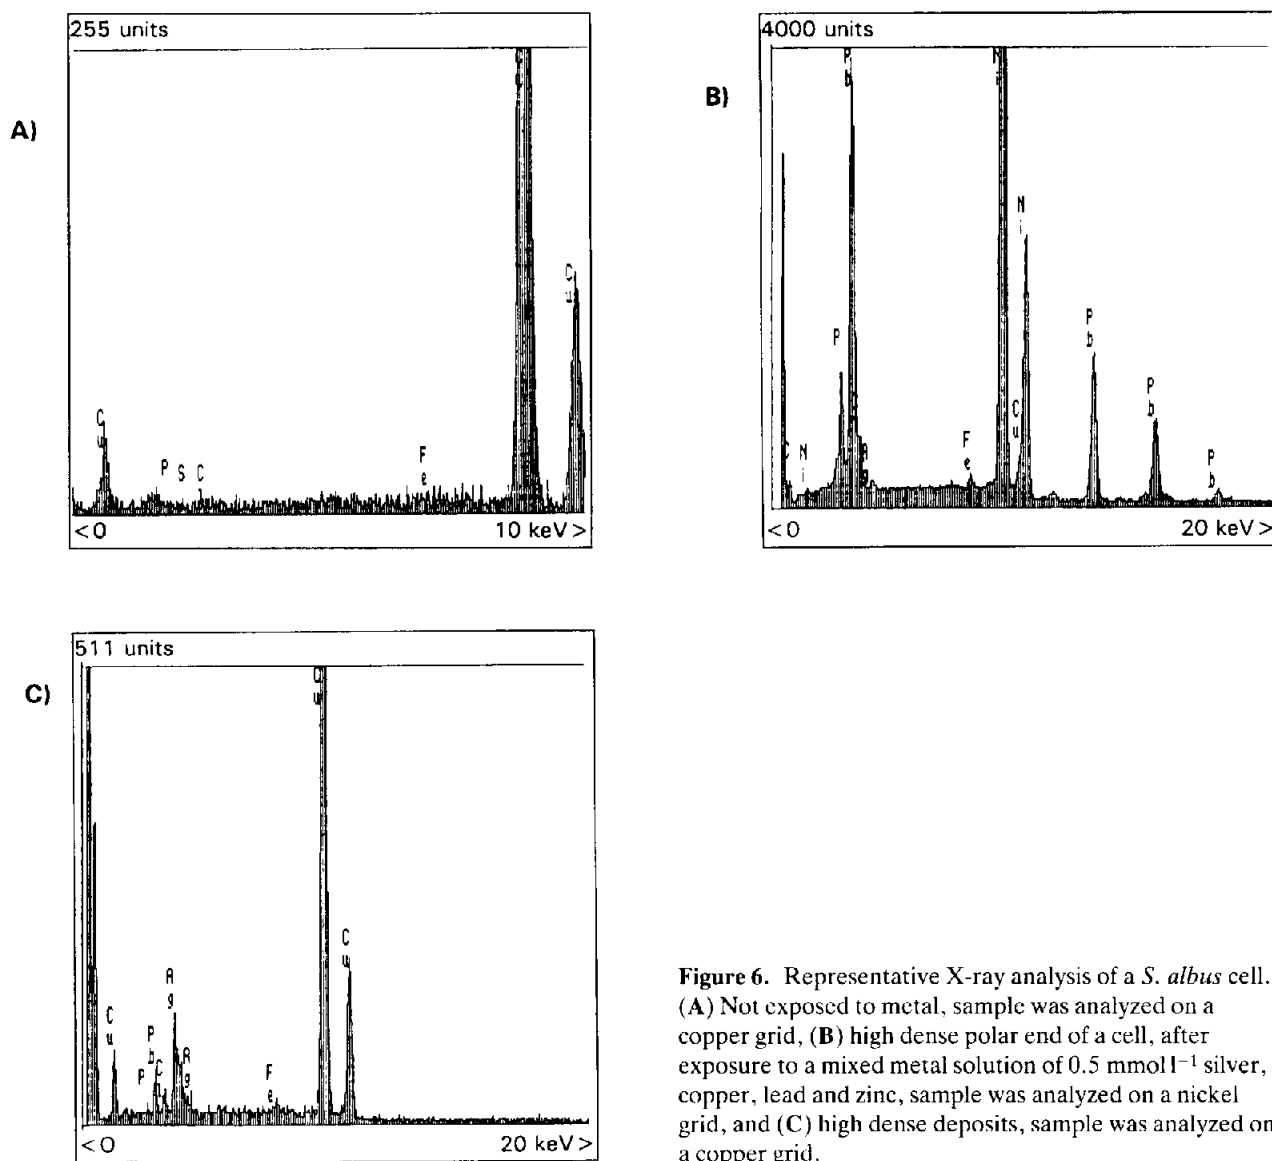 255 units
A)
C
u
C
u
C
u
P S C
l
F
e
<0 10 keV>
4000 units
B)
P
b
N
i
N
i
P
C
u
F
e
P
b
P
b
P
b
C
N
i
A
g
<0 20 keV>
511 units
C)
C
u
C
u
A
g
C
u
P
b
C
l
P
A
g
F
e
<0 20 keV>
Figure 6. Representative X-ray analysis of a S. albus cell.
(A) Not exposed to metal, sample was analyzed on a
copper grid, (B) high dense polar end of a cell, after
exposure to a mixed metal solution of 0.5 mmol l⁻¹ silver,
copper, lead and zinc, sample was analyzed on a nickel
grid, and (C) high dense deposits, sample was analyzed on
a copper grid.